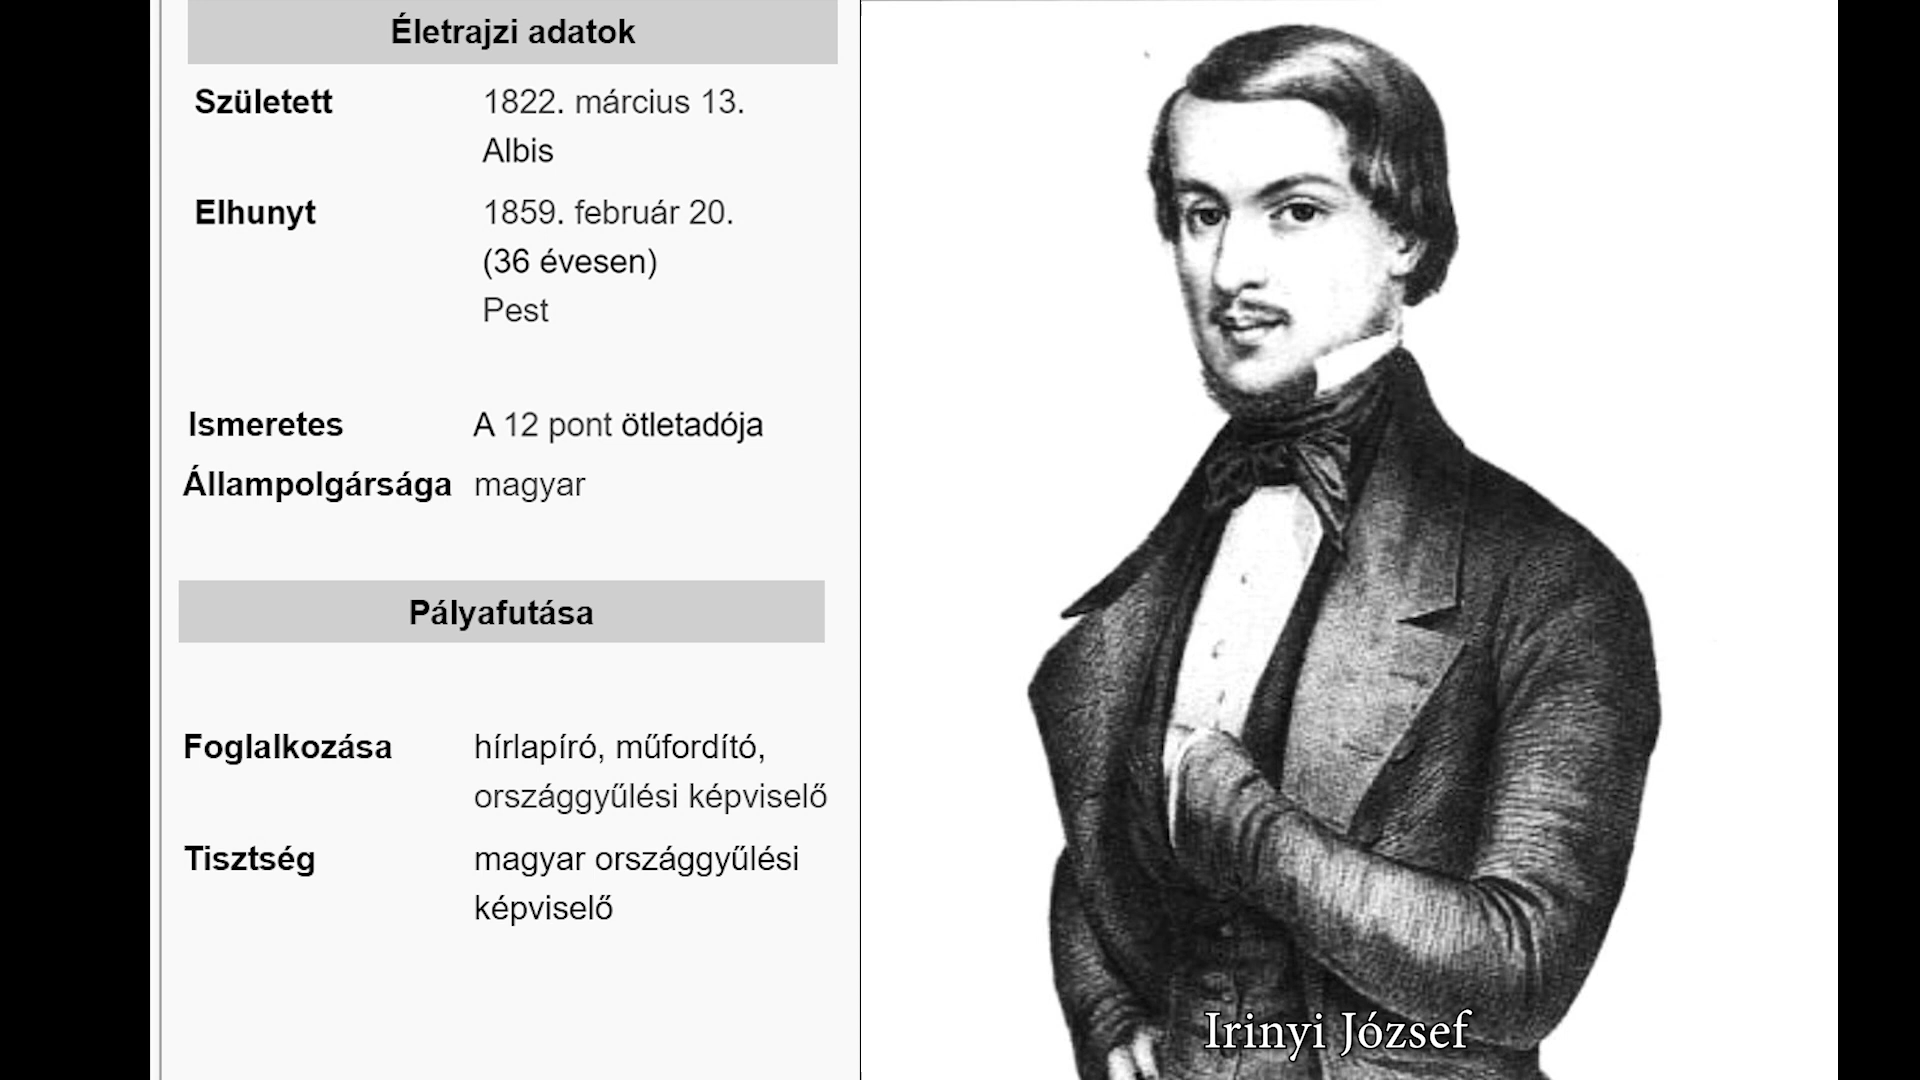 Életrajzi adatok
Született 1822. március 13.
Albis
Elhunyt 1859. február 20.
(36 évesen)
Pest
Ismeretes A 12 pont ötletadója
Állampolgársága magyar
Pályafutása
Foglalkozása hírlapíró, műfordító,
országgyűlési képviselő
Tisztség magyar országgyűlési
képviselő
Irinyi József